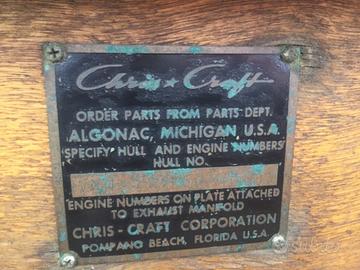 Chris ★ Craft
ORDER PARTS FROM PARTS DEPT.
ALGONAC, MICHIGAN, U.S.A.
SPECIFY HULL AND ENGINE NUMBERS
HULL NO.
ENGINE NUMBERS ON PLATE ATTACHED
TO EXHAUST MANIFOLD
CHRIS-CRAFT CORPORATION
POMPANO BEACH, FLORIDA U.S.A.
subito